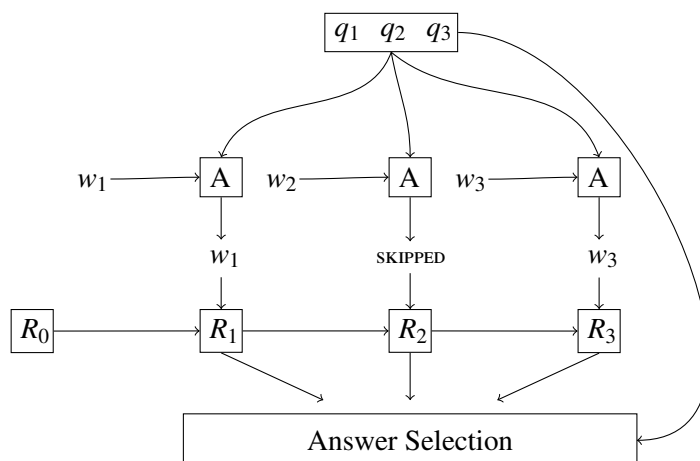 q₁ q₂ q₃
w₁ A w₂ A w₃ A
w₁ SKIPPED w₃
R₀ R₁ R₂ R₃
Answer Selection